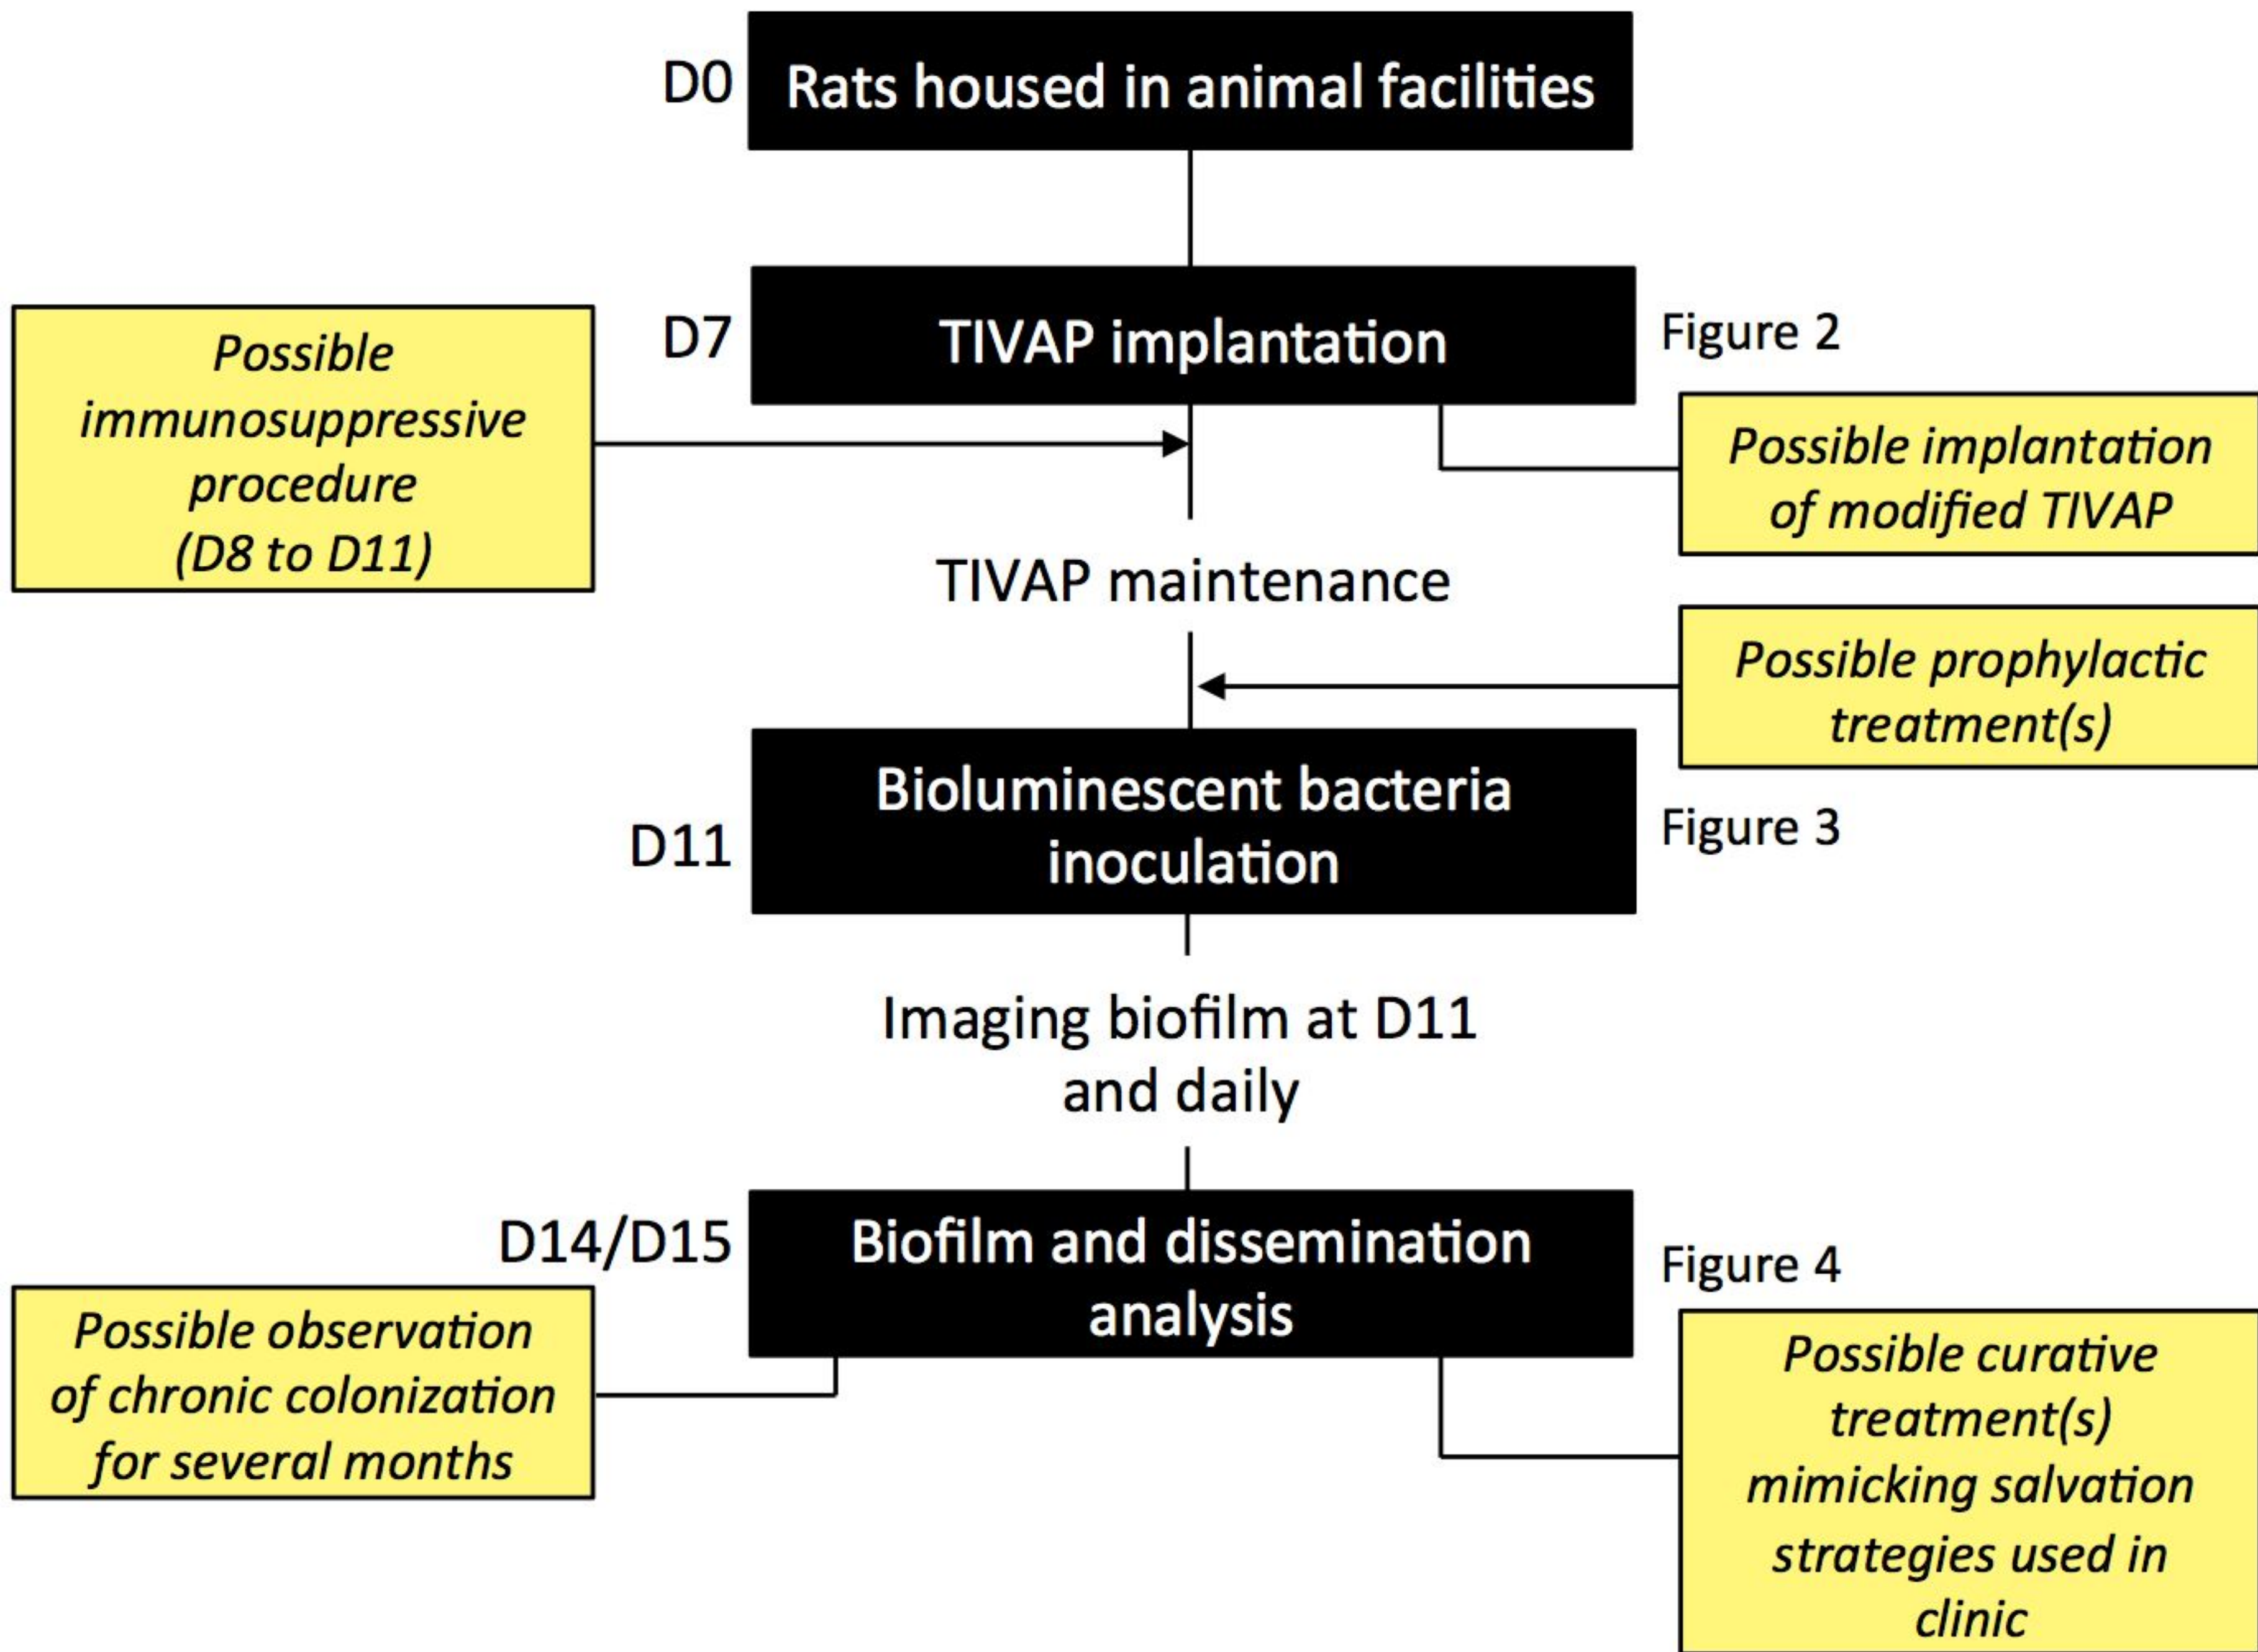 D0
Rats housed in animal facilities
D7
TIVAP implantation
Figure 2
Possible
immunosuppressive
procedure
(D8 to D11)
Possible implantation
of modified TIVAP
TIVAP maintenance
Possible prophylactic
treatment(s)
D11
Bioluminescent bacteria
inoculation
Figure 3
Imaging biofilm at D11
and daily
D14/D15
Biofilm and dissemination
analysis
Figure 4
Possible observation
of chronic colonization
for several months
Possible curative
treatment(s)
mimicking salvation
strategies used in
clinic